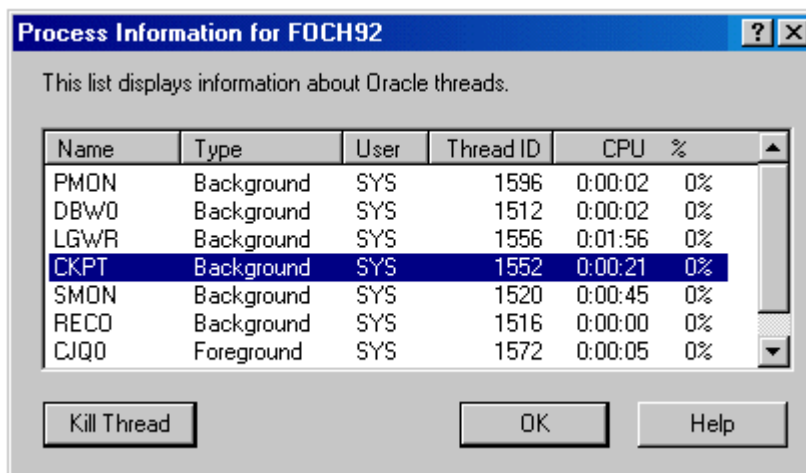 Process Information for FOCH92
This list displays information about Oracle threads.
Name Type User Thread ID CPU %
PMON Background SYS 1596 0:00:02 0%
DBW0 Background SYS 1512 0:00:02 0%
LGWR Background SYS 1556 0:01:56 0%
CKPT Background SYS 1552 0:00:21 0%
SMON Background SYS 1520 0:00:45 0%
RECO Background SYS 1516 0:00:00 0%
CJQ0 Foreground SYS 1572 0:00:05 0%
Kill Thread OK Help